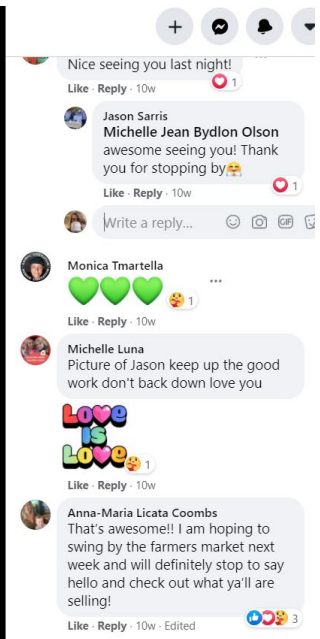 Nice seeing you last night!
1
Like · Reply · 10w
Jason Sarris
Michelle Jean Bydlon Olson
awesome seeing you! Thank
you for stopping by🤗
1
Like · Reply · 10w
Write a reply...
GIF
Monica Tmartella
💚💚💚
1
Like · Reply · 10w
Michelle Luna
Picture of Jason keep up the good
work don't back down love you
LOVE
IS
LOVE
1
Like · Reply · 10w
Anna-Maria Licata Coombs
That's awesome!! I am hoping to
swing by the farmers market next
week and will definitely stop to say
hello and check out what ya'll are
selling!
3
Like · Reply · 10w · Edited